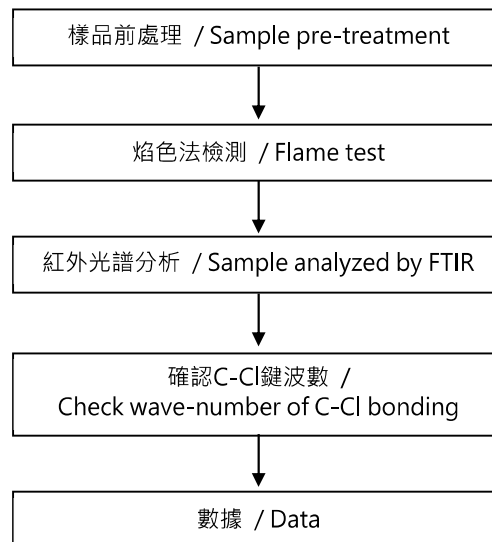 樣品前處理 / Sample pre-treatment
焰色法檢測 / Flame test
紅外光譜分析 / Sample analyzed by FTIR
確認C-Cl鍵波數 /
Check wave-number of C-Cl bonding
數據 / Data